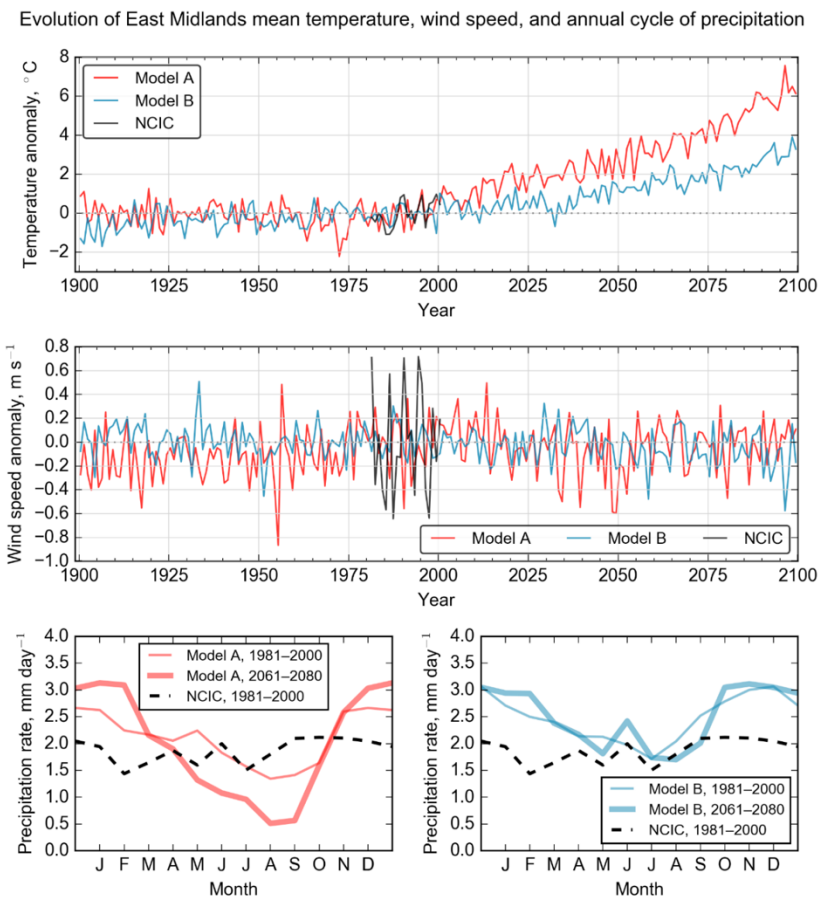 Evolution of East Midlands mean temperature, wind speed, and annual cycle of precipitation
Temperature anomaly, °C
8
6
4
2
0
−2
Model A
Model B
NCIC
1900 1925 1950 1975 2000 2025 2050 2075 2100
Year
Wind speed anomaly, m s⁻¹
0.8
0.6
0.4
0.2
0.0
−0.2
−0.4
−0.6
−0.8
−1.0
Model A Model B NCIC
1900 1925 1950 1975 2000 2025 2050 2075 2100
Year
Precipitation rate, mm day⁻¹
4.0
3.5
3.0
2.5
2.0
1.5
1.0
0.5
0.0
Model A, 1981–2000
Model A, 2061–2080
NCIC, 1981–2000
J F M A M J J A S O N D
Month
Precipitation rate, mm day⁻¹
4.0
3.5
3.0
2.5
2.0
1.5
1.0
0.5
0.0
Model B, 1981–2000
Model B, 2061–2080
NCIC, 1981–2000
J F M A M J J A S O N D
Month